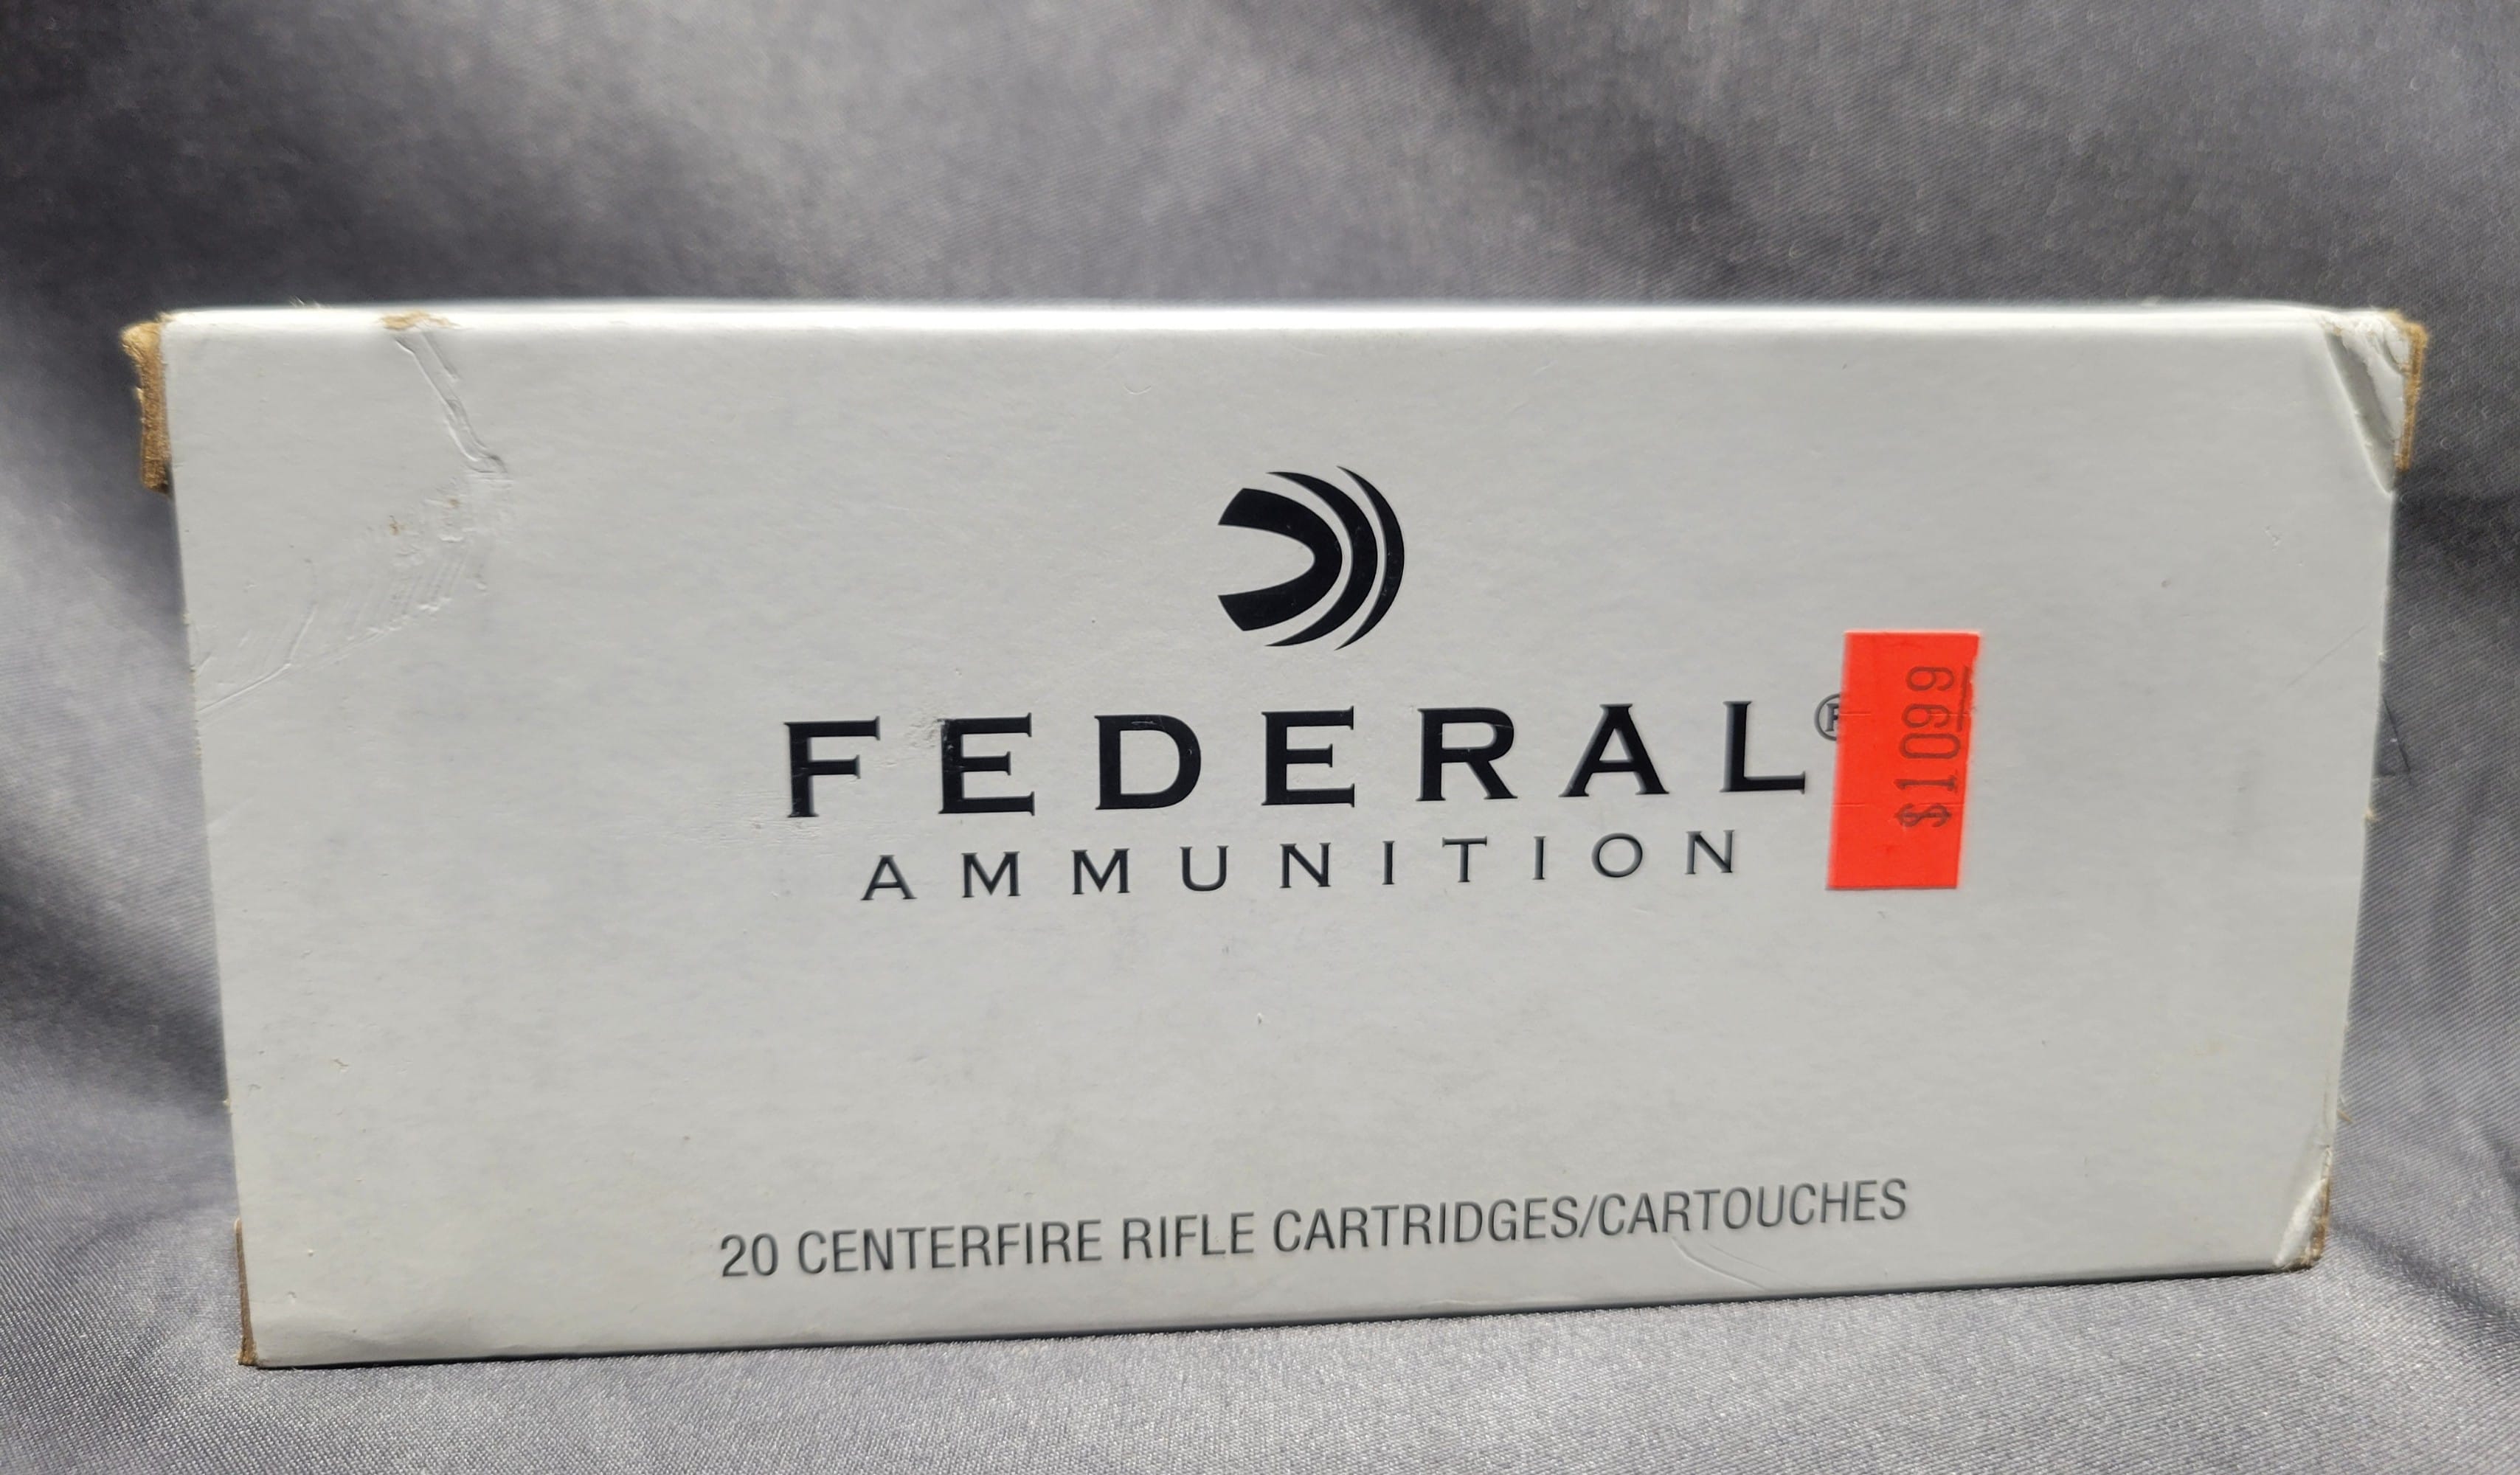 FEDERAL®
AMMUNITION
$1099
20 CENTERFIRE RIFLE CARTRIDGES/CARTOUCHES